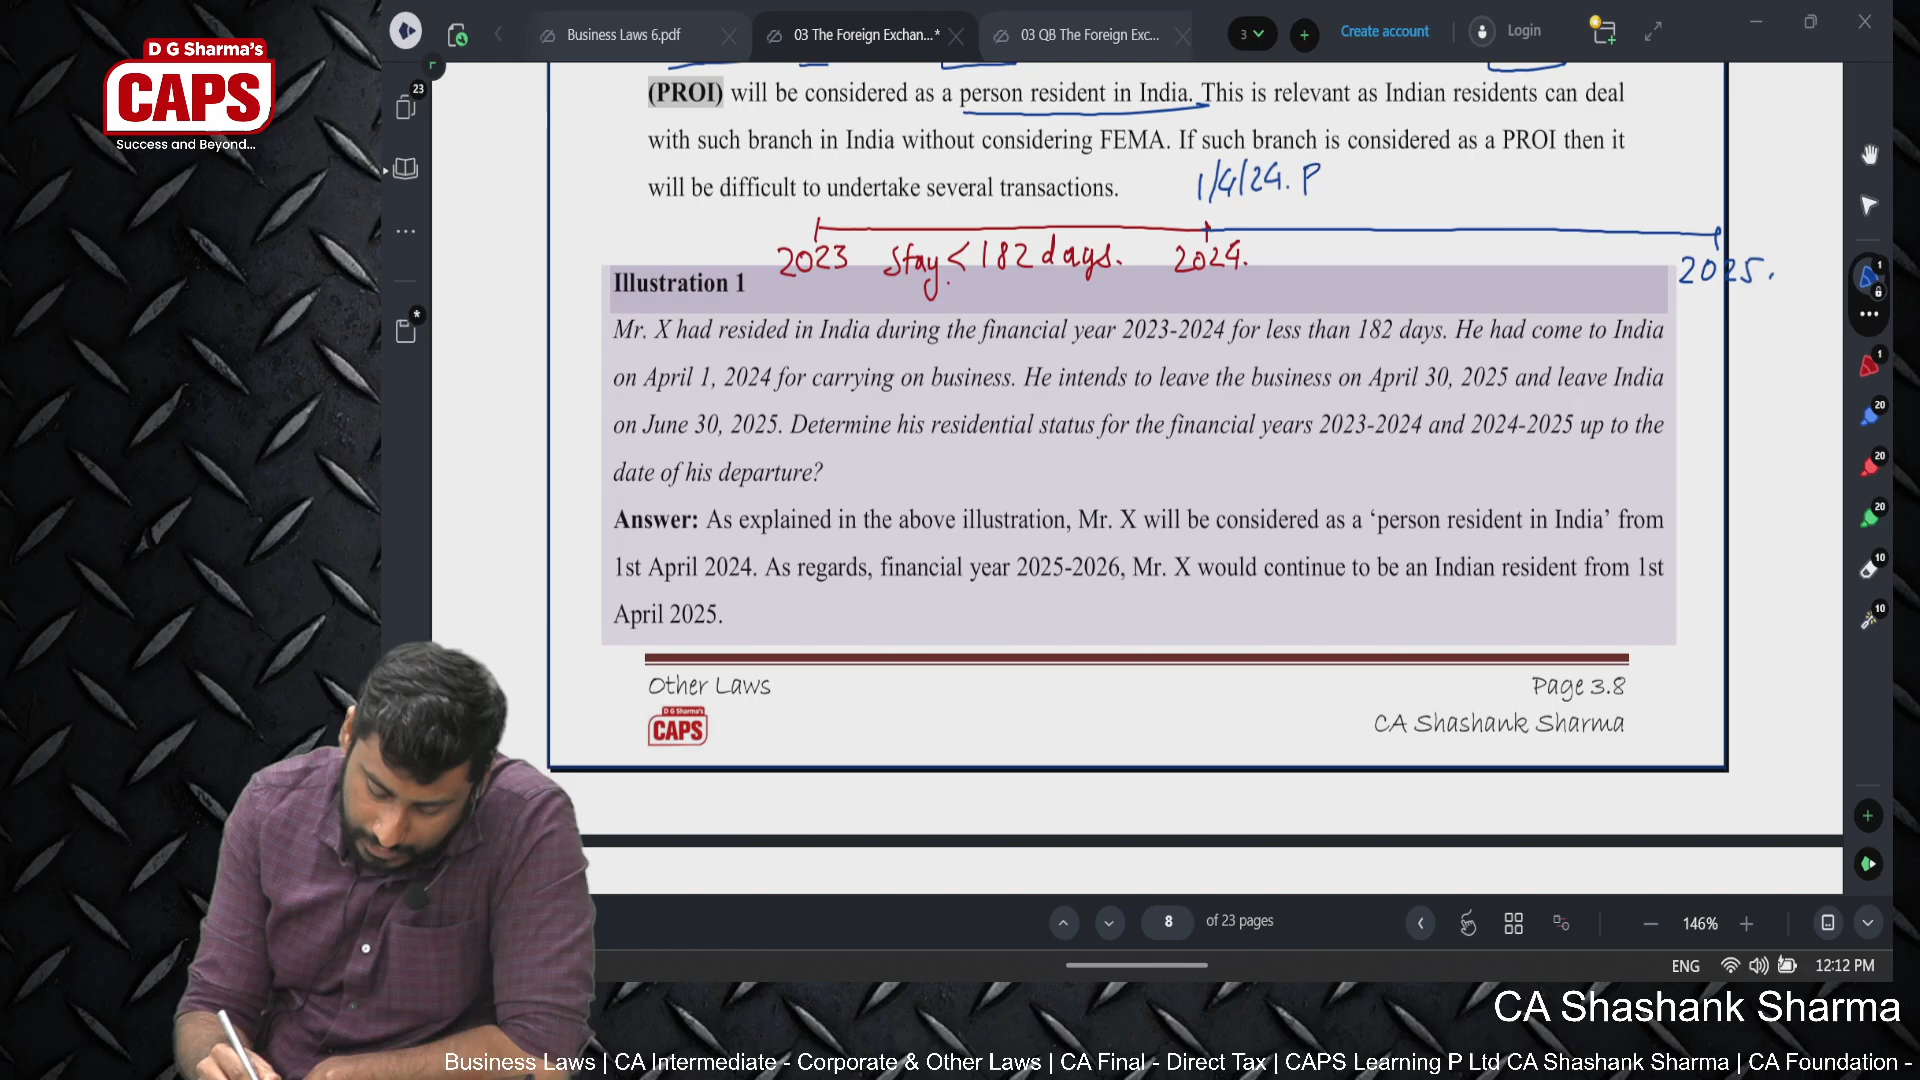 D G Sharma's
CAPS
Success and Beyond...
Business Laws 6.pdf
03 The Foreign Exchan...*
03 QB The Foreign Exc...
3
Create account
Login
23
(PROI) will be considered as a person resident in India. This is relevant as Indian residents can deal
with such branch in India without considering FEMA. If such branch is considered as a PROI then it
will be difficult to undertake several transactions.
1/4/24. P
2023 Stay < 182 days. 2024.
2025.
Illustration 1
Mr. X had resided in India during the financial year 2023-2024 for less than 182 days. He had come to India
on April 1, 2024 for carrying on business. He intends to leave the business on April 30, 2025 and leave India
on June 30, 2025. Determine his residential status for the financial years 2023-2024 and 2024-2025 up to the
date of his departure?
Answer: As explained in the above illustration, Mr. X will be considered as a ‘person resident in India’ from
1st April 2024. As regards, financial year 2025-2026, Mr. X would continue to be an Indian resident from 1st
April 2025.
Other Laws
Page 3.8
D G Sharma's
CAPS
CA Shashank Sharma
1
1
20
20
20
10
10
8
of 23 pages
146%
ENG
12:12 PM
CA Shashank Sharma
Business Laws | CA Intermediate - Corporate & Other Laws | CA Final - Direct Tax | CAPS Learning P Ltd CA Shashank Sharma | CA Foundation -